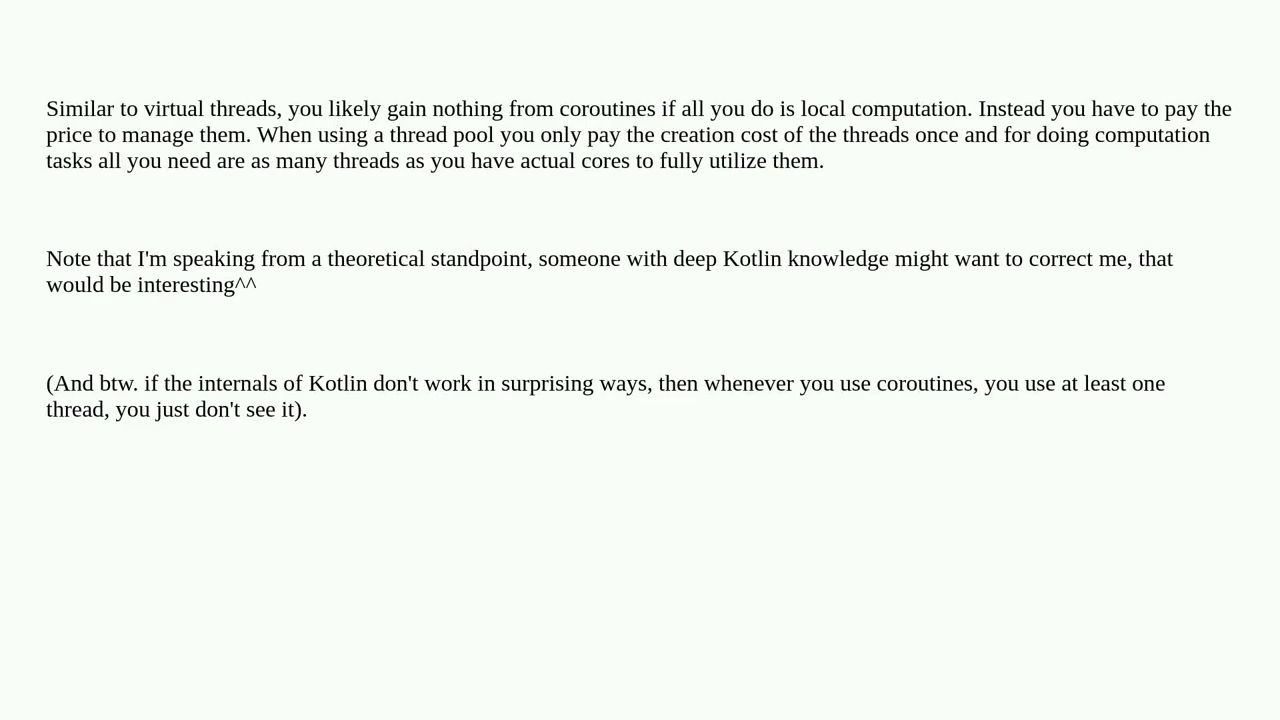 Similar to virtual threads, you likely gain nothing from coroutines if all you do is local computation. Instead you have to pay the
price to manage them. When using a thread pool you only pay the creation cost of the threads once and for doing computation
tasks all you need are as many threads as you have actual cores to fully utilize them.
Note that I'm speaking from a theoretical standpoint, someone with deep Kotlin knowledge might want to correct me, that
would be interesting^^
(And btw. if the internals of Kotlin don't work in surprising ways, then whenever you use coroutines, you use at least one
thread, you just don't see it).